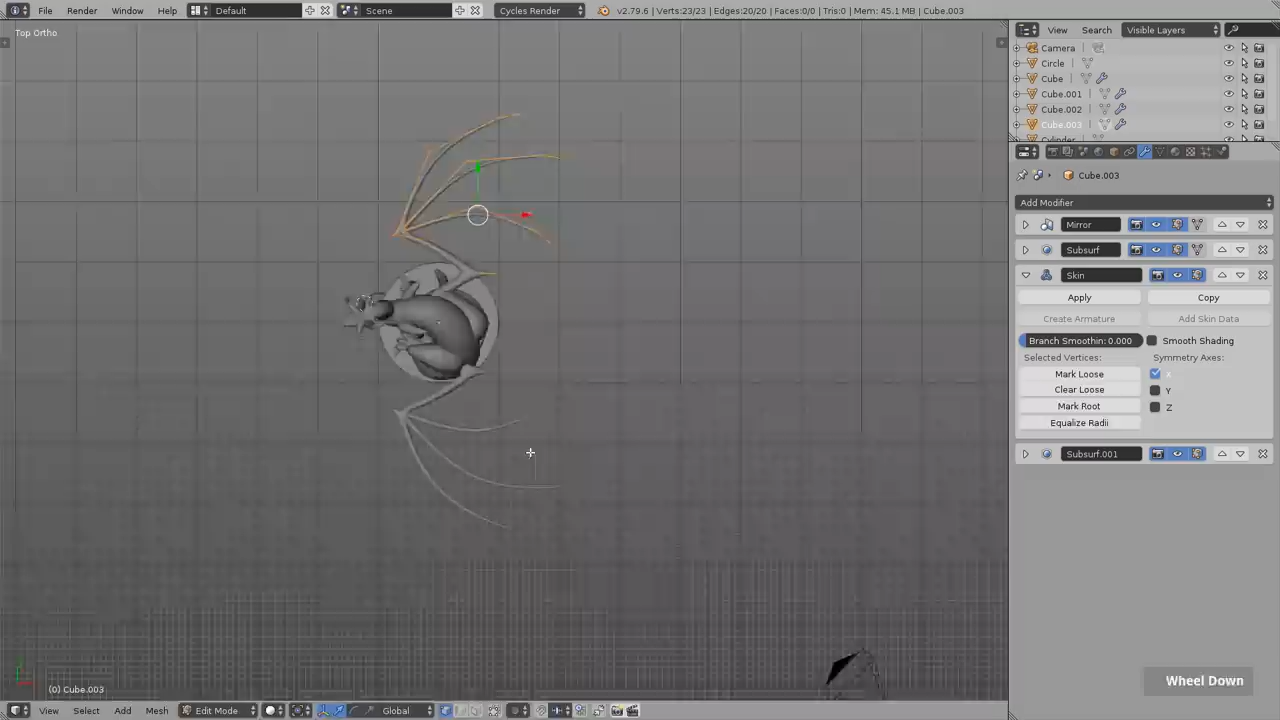 File Render Window Help Default Scene Cycles Render v2.79.6 | Verts:23/23 | Edges:20/20 | Faces:0/0 | Tris:0 | Mem: 45.1 MB | Cube.003
Top Ortho
View Search Visible Layers
Camera
Circle
Cube
Cube.001
Cube.002
Cube.003
Cylinder
Cube.003
Add Modifier
Mirror
Subsurf
Skin
Apply Copy
Create Armature Add Skin Data
Branch Smoothin: 0.000 Smooth Shading
Selected Vertices: Symmetry Axes:
Mark Loose X
Clear Loose Y
Mark Root Z
Equalize Radii
Subsurf.001
Wheel Down
(0) Cube.003
View Select Add Mesh Edit Mode Global